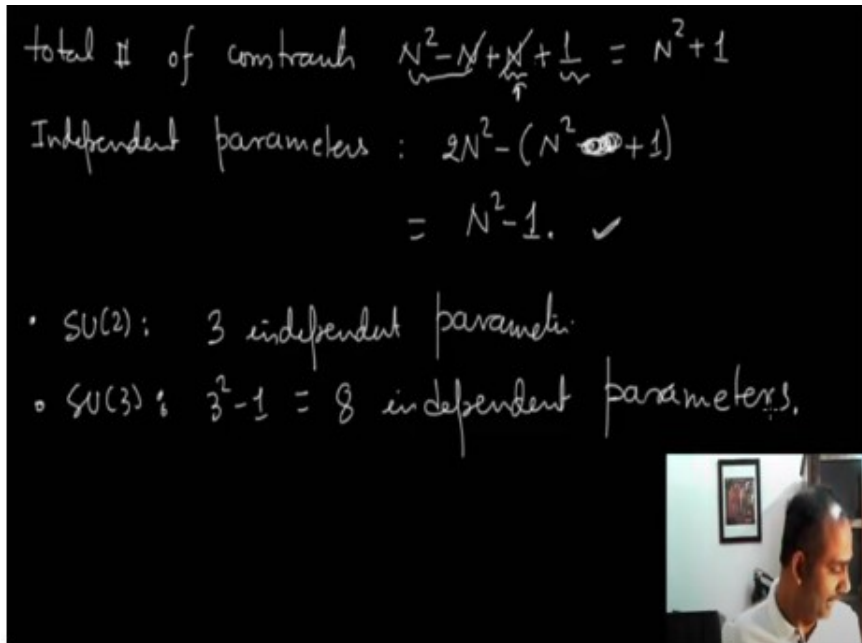 total # of constraints N² - N + N + 1 = N² + 1
Independent parameters : 2N² - (N² + 1)
= N² - 1. ✓
• SU(2): 3 independent parameters
• SU(3): 3² - 1 = 8 independent parameters.